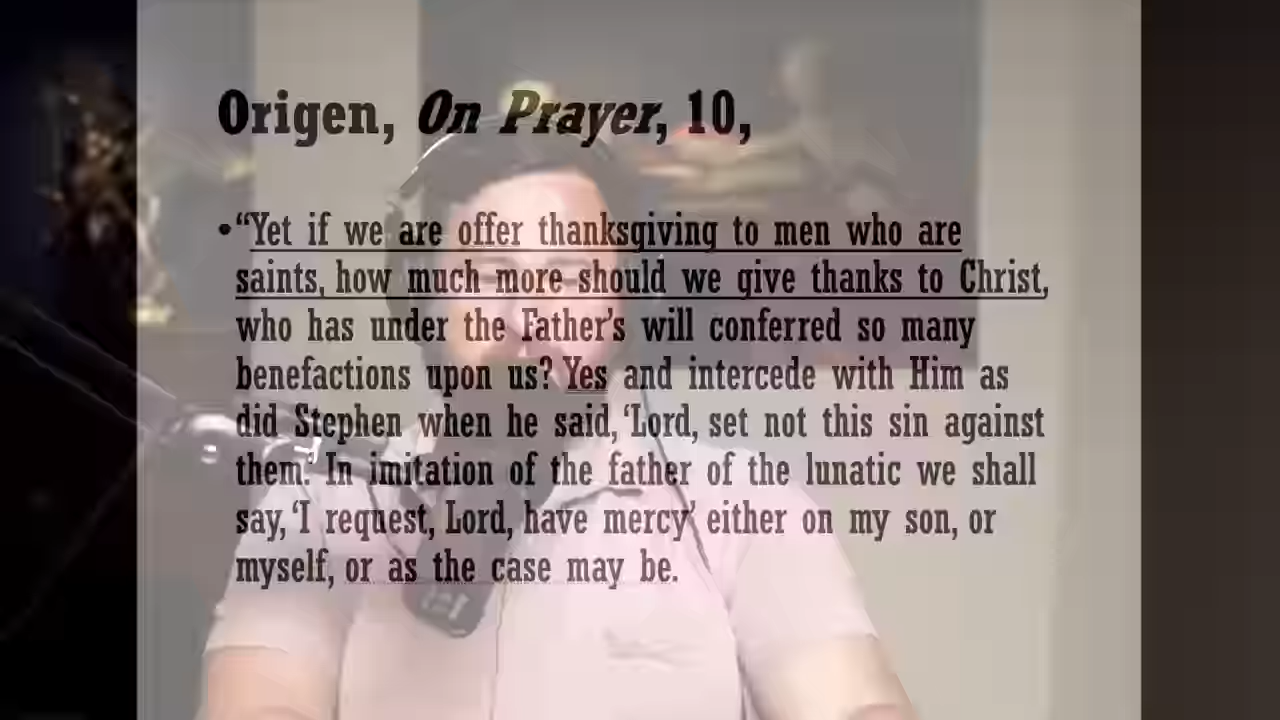 Origen, On Prayer, 10,
•“Yet if we are offer thanksgiving to men who are
saints, how much more should we give thanks to Christ,
who has under the Father’s will conferred so many
benefactions upon us? Yes and intercede with Him as
did Stephen when he said, ‘Lord, set not this sin against
them.’ In imitation of the father of the lunatic we shall
say, ‘I request, Lord, have mercy’ either on my son, or
myself, or as the case may be.